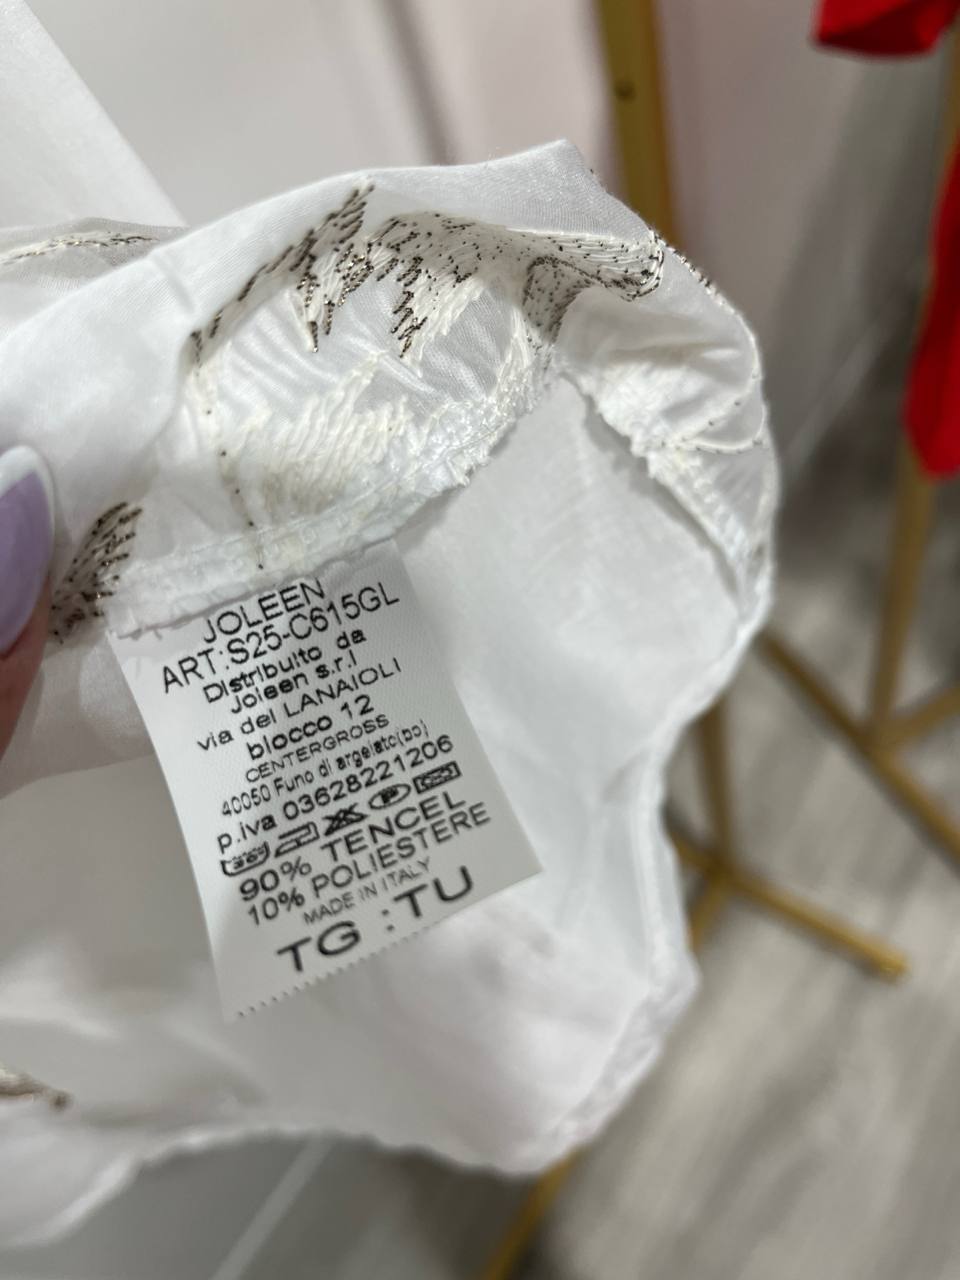 JOLEEN
ART:S25-C615GL
Distribuito da
Joleen s.r.l
via del LANAIOLI
blocco 12
CENTERGROSS
40050 Funo di argelato(bo)
p.iva 03628221206
P
90% TENCEL
10% POLIESTERE
MADE IN ITALY
TG :TU